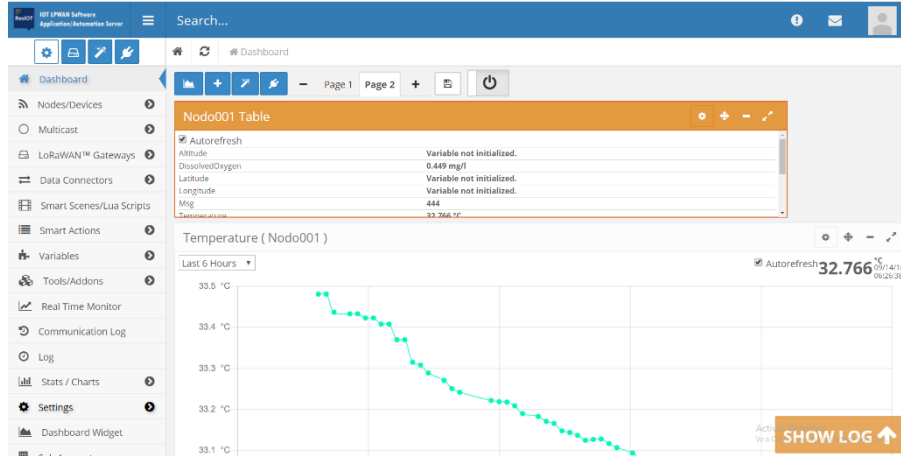 ResIOT
IOT LPWAN Software
Application/Automation Server
Search...
Dashboard
Dashboard
Nodes/Devices
Multicast
LoRaWAN™ Gateways
Data Connectors
Smart Scenes/Lua Scripts
Smart Actions
Variables
Tools/Addons
Real Time Monitor
Communication Log
Log
Stats / Charts
Settings
Dashboard Widget
Page 1 Page 2
Nodo001 Table
Autorefresh
Altitude Variable not initialized.
DissolvedOxygen 0.449 mg/l
Latitude Variable not initialized.
Longitude Variable not initialized.
Msg 444
Temperature 32.766 °C
Temperature ( Nodo001 )
Last 6 Hours
Autorefresh 32.766 °C
33.5 °C
33.4 °C
33.3 °C
33.2 °C
33.1 °C
SHOW LOG